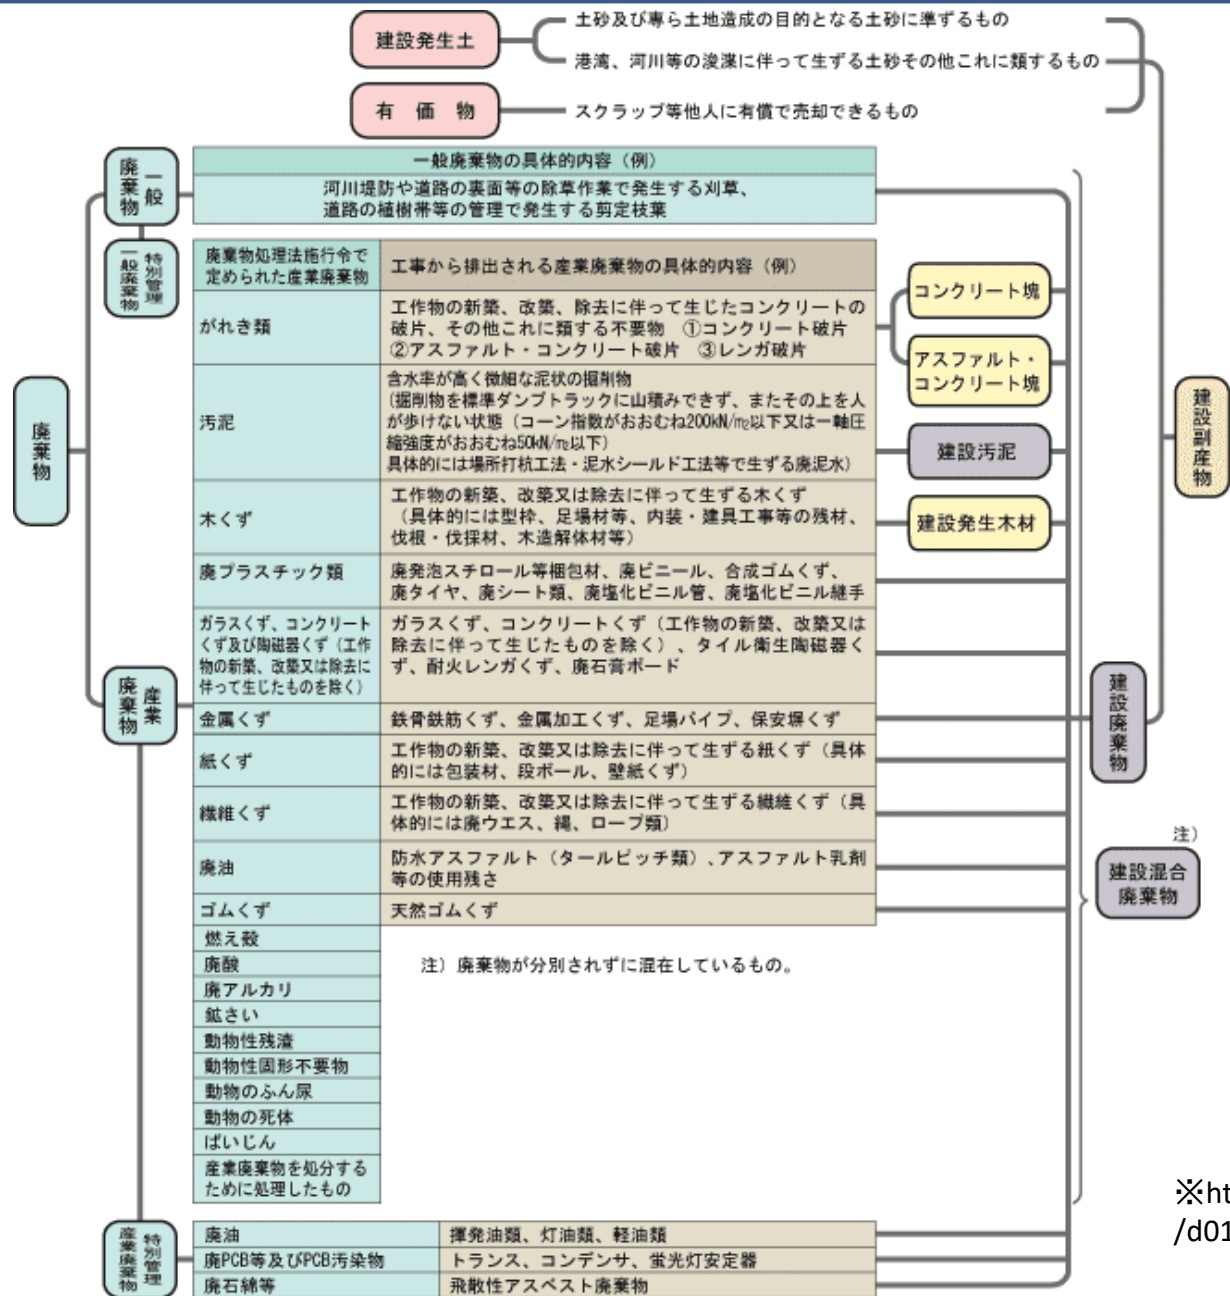 建設発生土
土砂及び専ら土地造成の目的となる土砂に準ずるもの
港湾、河川等の浚渫に伴って生ずる土砂その他これに類するもの
有価物
スクラップ等他人に有償で売却できるもの
一般廃棄物
一般廃棄物の具体的内容（例）
河川堤防や道路の裏面等の除草作業で発生する刈草、
道路の植樹帯等の管理で発生する剪定枝葉
特別管理一般廃棄物
廃棄物処理法施行令で
定められた産業廃棄物
工事から排出される産業廃棄物の具体的内容（例）
がれき類
工作物の新築、改築、除去に伴って生じたコンクリートの
破片、その他これに類する不要物　①コンクリート破片
②アスファルト・コンクリート破片　③レンガ破片
コンクリート塊
アスファルト・
コンクリート塊
汚泥
含水率が高く微細な泥状の掘削物
（掘削物を標準ダンプトラックに山積みできず、またその上を人
が歩けない状態（コーン指数がおおむね200kN/㎡以下又は一軸圧
縮強度がおおむね50kN/㎡以下）
具体的には場所打杭工法・泥水シールド工法等で生ずる廃泥水）
建設汚泥
廃棄物
建設副産物
木くず
工作物の新築、改築又は除去に伴って生ずる木くず
（具体的には型枠、足場材等、内装・建具工事等の残材、
伐根・伐採材、木造解体材等）
建設発生木材
廃プラスチック類
廃発泡スチロール等梱包材、廃ビニール、合成ゴムくず、
廃タイヤ、廃シート類、廃塩化ビニル管、廃塩化ビニル継手
ガラスくず、コンクリート
くず及び陶磁器くず（工作
物の新築、改築又は除去に
伴って生じたものを除く）
ガラスくず、コンクリートくず（工作物の新築、改築又は
除去に伴って生じたものを除く）、タイル衛生陶磁器く
ず、耐火レンガくず、廃石膏ボード
産業廃棄物
建設廃棄物
金属くず
鉄骨鉄筋くず、金属加工くず、足場パイプ、保安塀くず
紙くず
工作物の新築、改築又は除去に伴って生ずる紙くず（具体
的には包装材、段ボール、壁紙くず）
繊維くず
工作物の新築、改築又は除去に伴って生ずる繊維くず（具
体的には廃ウエス、縄、ロープ類）
注）
建設混合
廃棄物
廃油
防水アスファルト（タールピッチ類）、アスファルト乳剤
等の使用残さ
ゴムくず
天然ゴムくず
燃え殻
廃酸
注）廃棄物が分別されずに混在しているもの。
廃アルカリ
鉱さい
動物性残渣
動物性固形不要物
動物のふん尿
動物の死体
ばいじん
産業廃棄物を処分する
ために処理したもの
※ht
/d01
特別管理産業廃棄物
廃油
揮発油類、灯油類、軽油類
廃PCB等及びPCB汚染物
トランス、コンデンサ、蛍光灯安定器
廃石綿等
飛散性アスベスト廃棄物